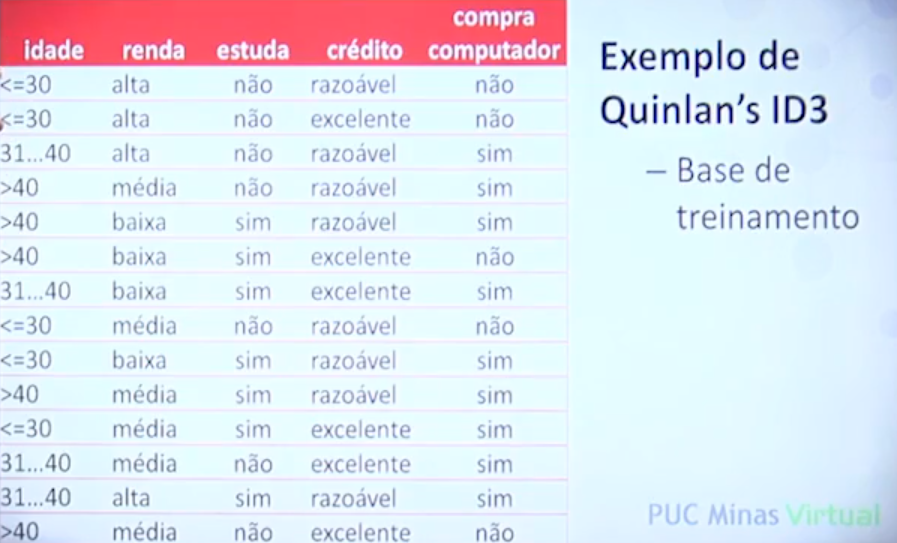 idade renda estuda crédito compra computador
<=30 alta não razoável não
<=30 alta não excelente não
31...40 alta não razoável sim
>40 média não razoável sim
>40 baixa sim razoável sim
>40 baixa sim excelente não
31...40 baixa sim excelente sim
<=30 média não razoável não
<=30 baixa sim razoável sim
>40 média sim razoável sim
<=30 média sim excelente sim
31...40 média não excelente sim
31...40 alta sim razoável sim
>40 média não excelente não
Exemplo de
Quinlan's ID3
– Base de
treinamento
PUC Minas Virtual